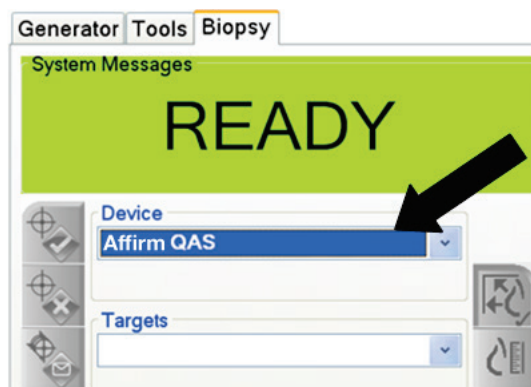 Generator Tools Biopsy
System Messages
READY
Device
Affirm QAS
Targets